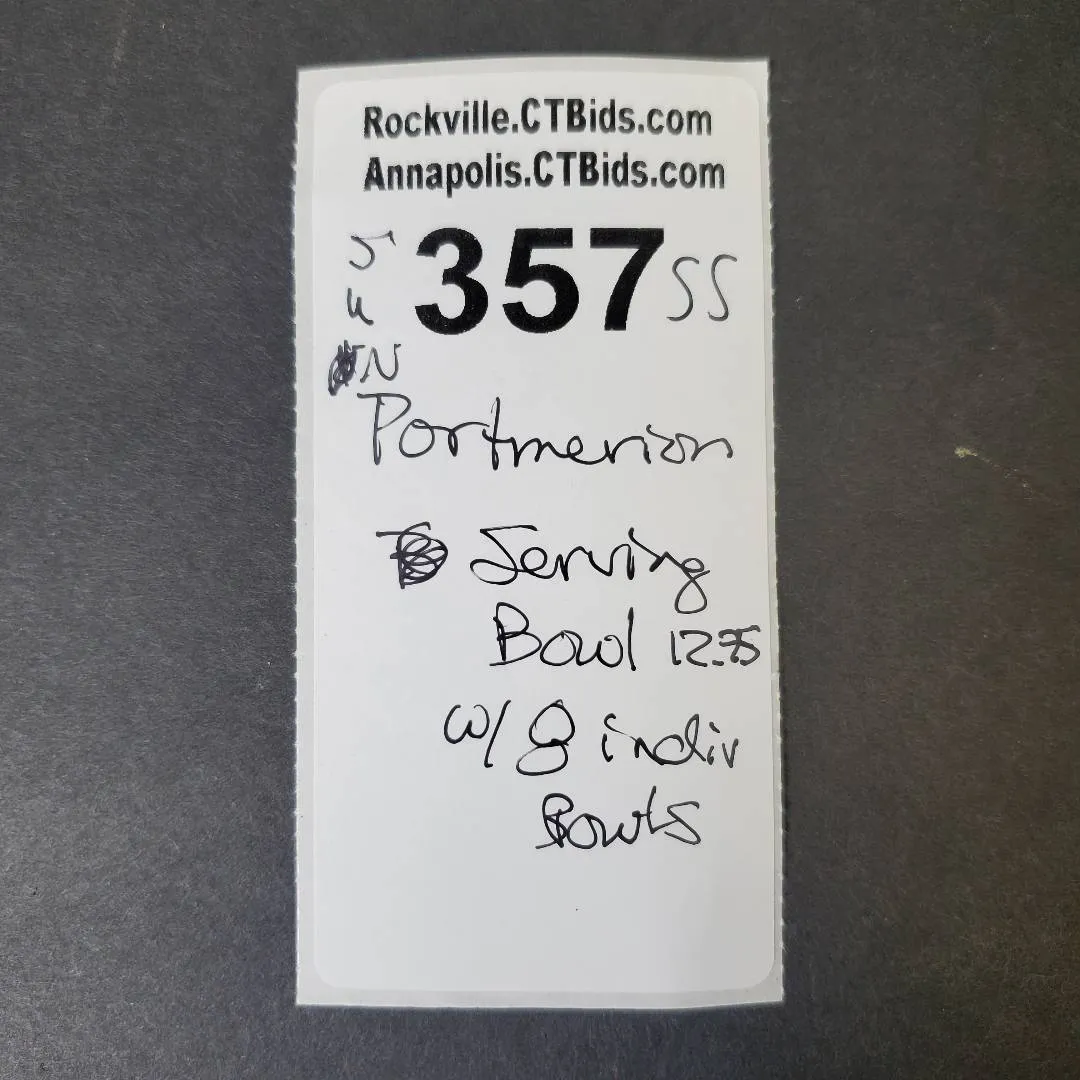 Rockville.CTBids.com
Annapolis.CTBids.com
S 357 SS
U
N
Portmerion
Serving
Bowl 12.75
w/ 8 indiv
Bowls